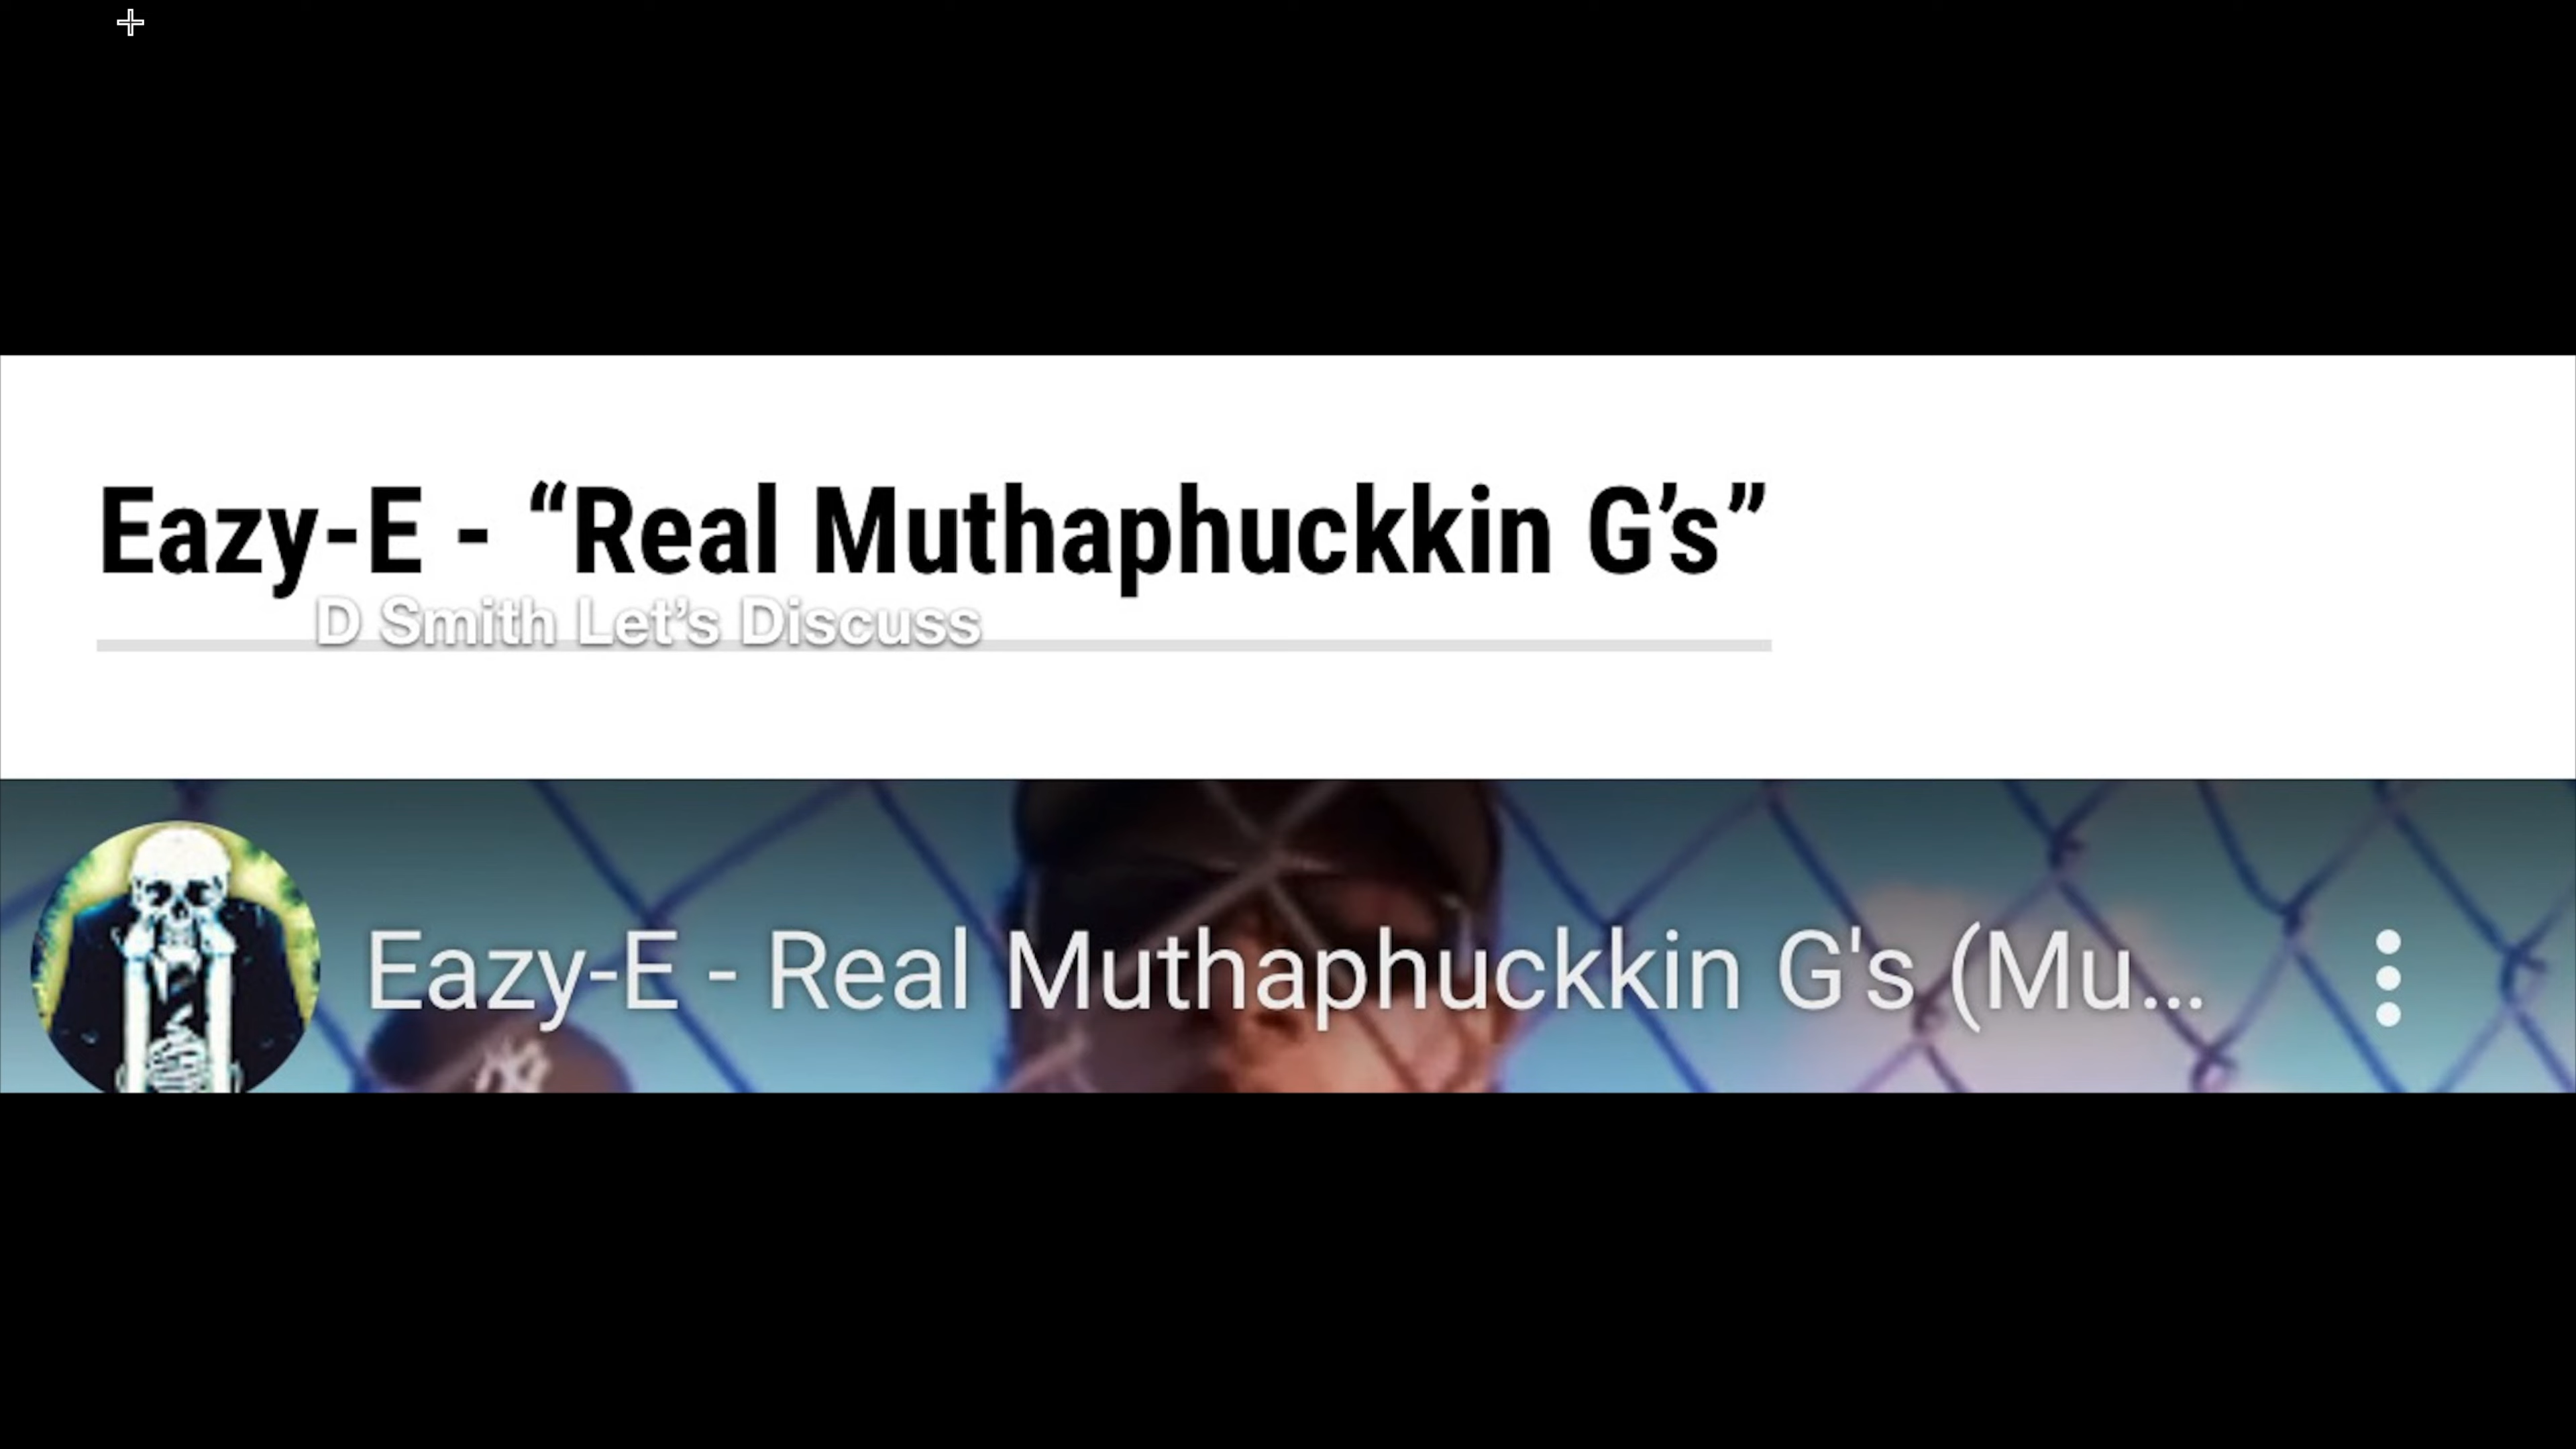 Eazy-E - “Real Muthaphuckkin G’s”
D Smith Let’s Discuss
Eazy-E - Real Muthaphuckkin G's (Mu...